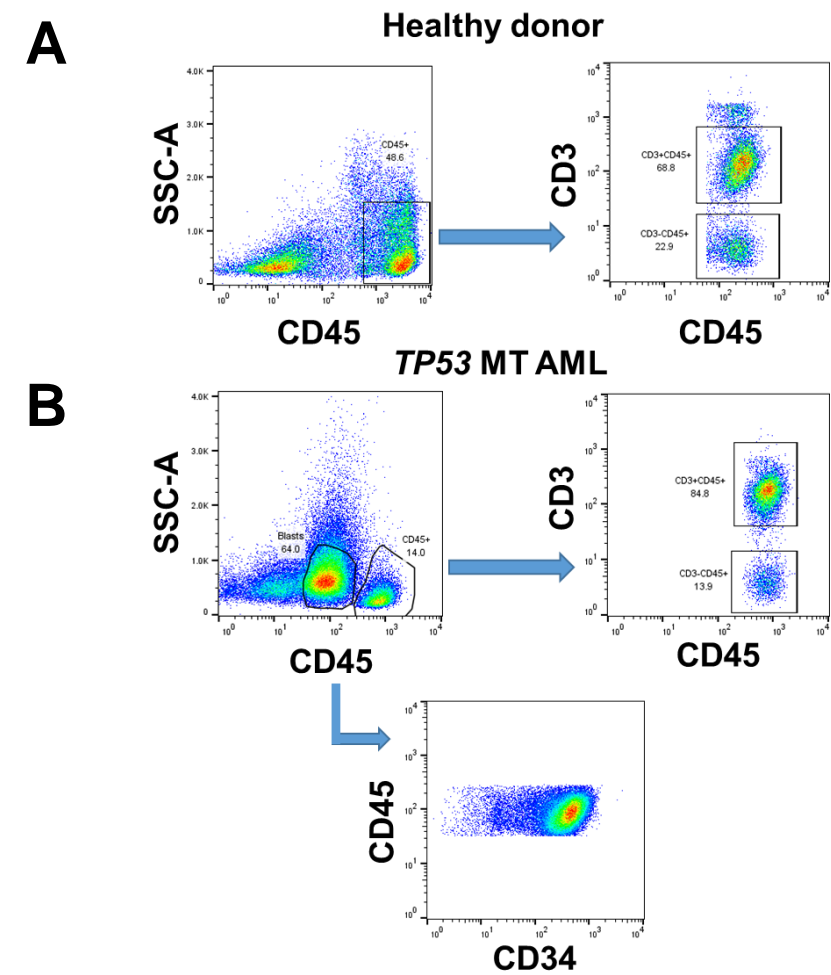 A
Healthy donor
SSC-A
4.0K
3.0K
2.0K
1.0K
0
CD45+
48.6
10^0 10^1 10^2 10^3 10^4
CD45
CD3
10^4
10^3
10^2
10^1
10^0
CD3+CD45+
68.8
CD3-CD45+
22.9
10^0 10^1 10^2 10^3 10^4
CD45
TP53 MT AML
B
SSC-A
4.0K
3.0K
2.0K
1.0K
0
Blasts
64.0
CD45+
14.0
10^0 10^1 10^2 10^3 10^4
CD45
CD3
10^4
10^3
10^2
10^1
10^0
CD3+CD45+
84.8
CD3-CD45+
13.9
10^0 10^1 10^2 10^3 10^4
CD45
CD45
10^4
10^3
10^2
10^1
10^0
10^0 10^1 10^2 10^3 10^4
CD34